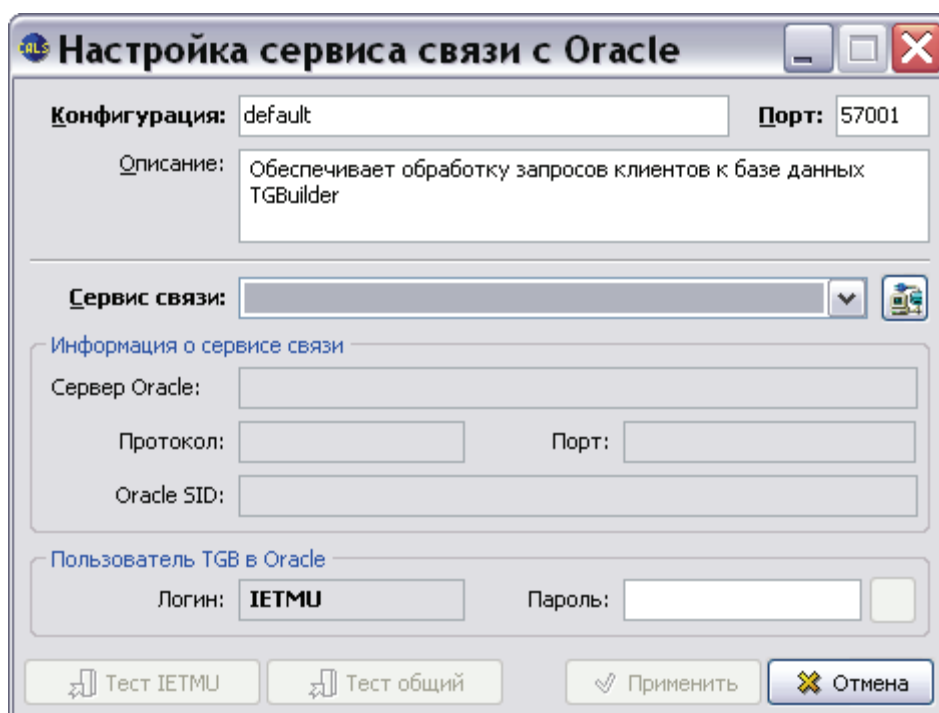 CALS Настройка сервиса связи с Oracle
Конфигурация: default Порт: 57001
Описание: Обеспечивает обработку запросов клиентов к базе данных
TGBuilder
Сервис связи:
Информация о сервисе связи
Сервер Oracle:
Протокол: Порт:
Oracle SID:
Пользователь TGB в Oracle
Логин: IETMU Пароль:
Тест IETMU Тест общий Применить Отмена